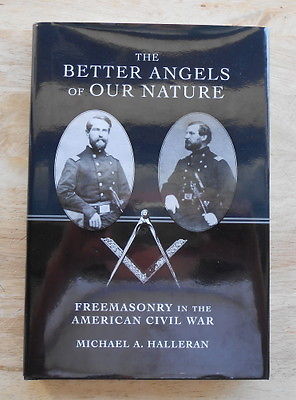 THE
BETTER ANGELS
OF OUR NATURE
FREEMASONRY IN THE
AMERICAN CIVIL WAR
MICHAEL A. HALLERAN